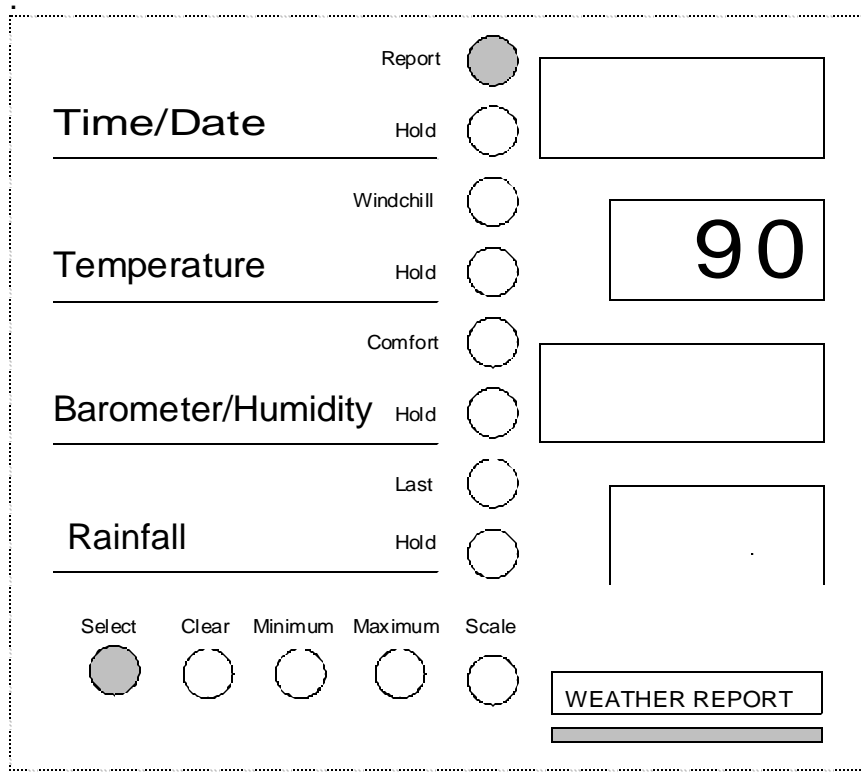 .
Report
Time/Date Hold
Windchill
90
Temperature Hold
Comfort
Barometer/Humidity Hold
Last
Rainfall Hold
.
Select Clear Minimum Maximum Scale
WEATHER REPORT